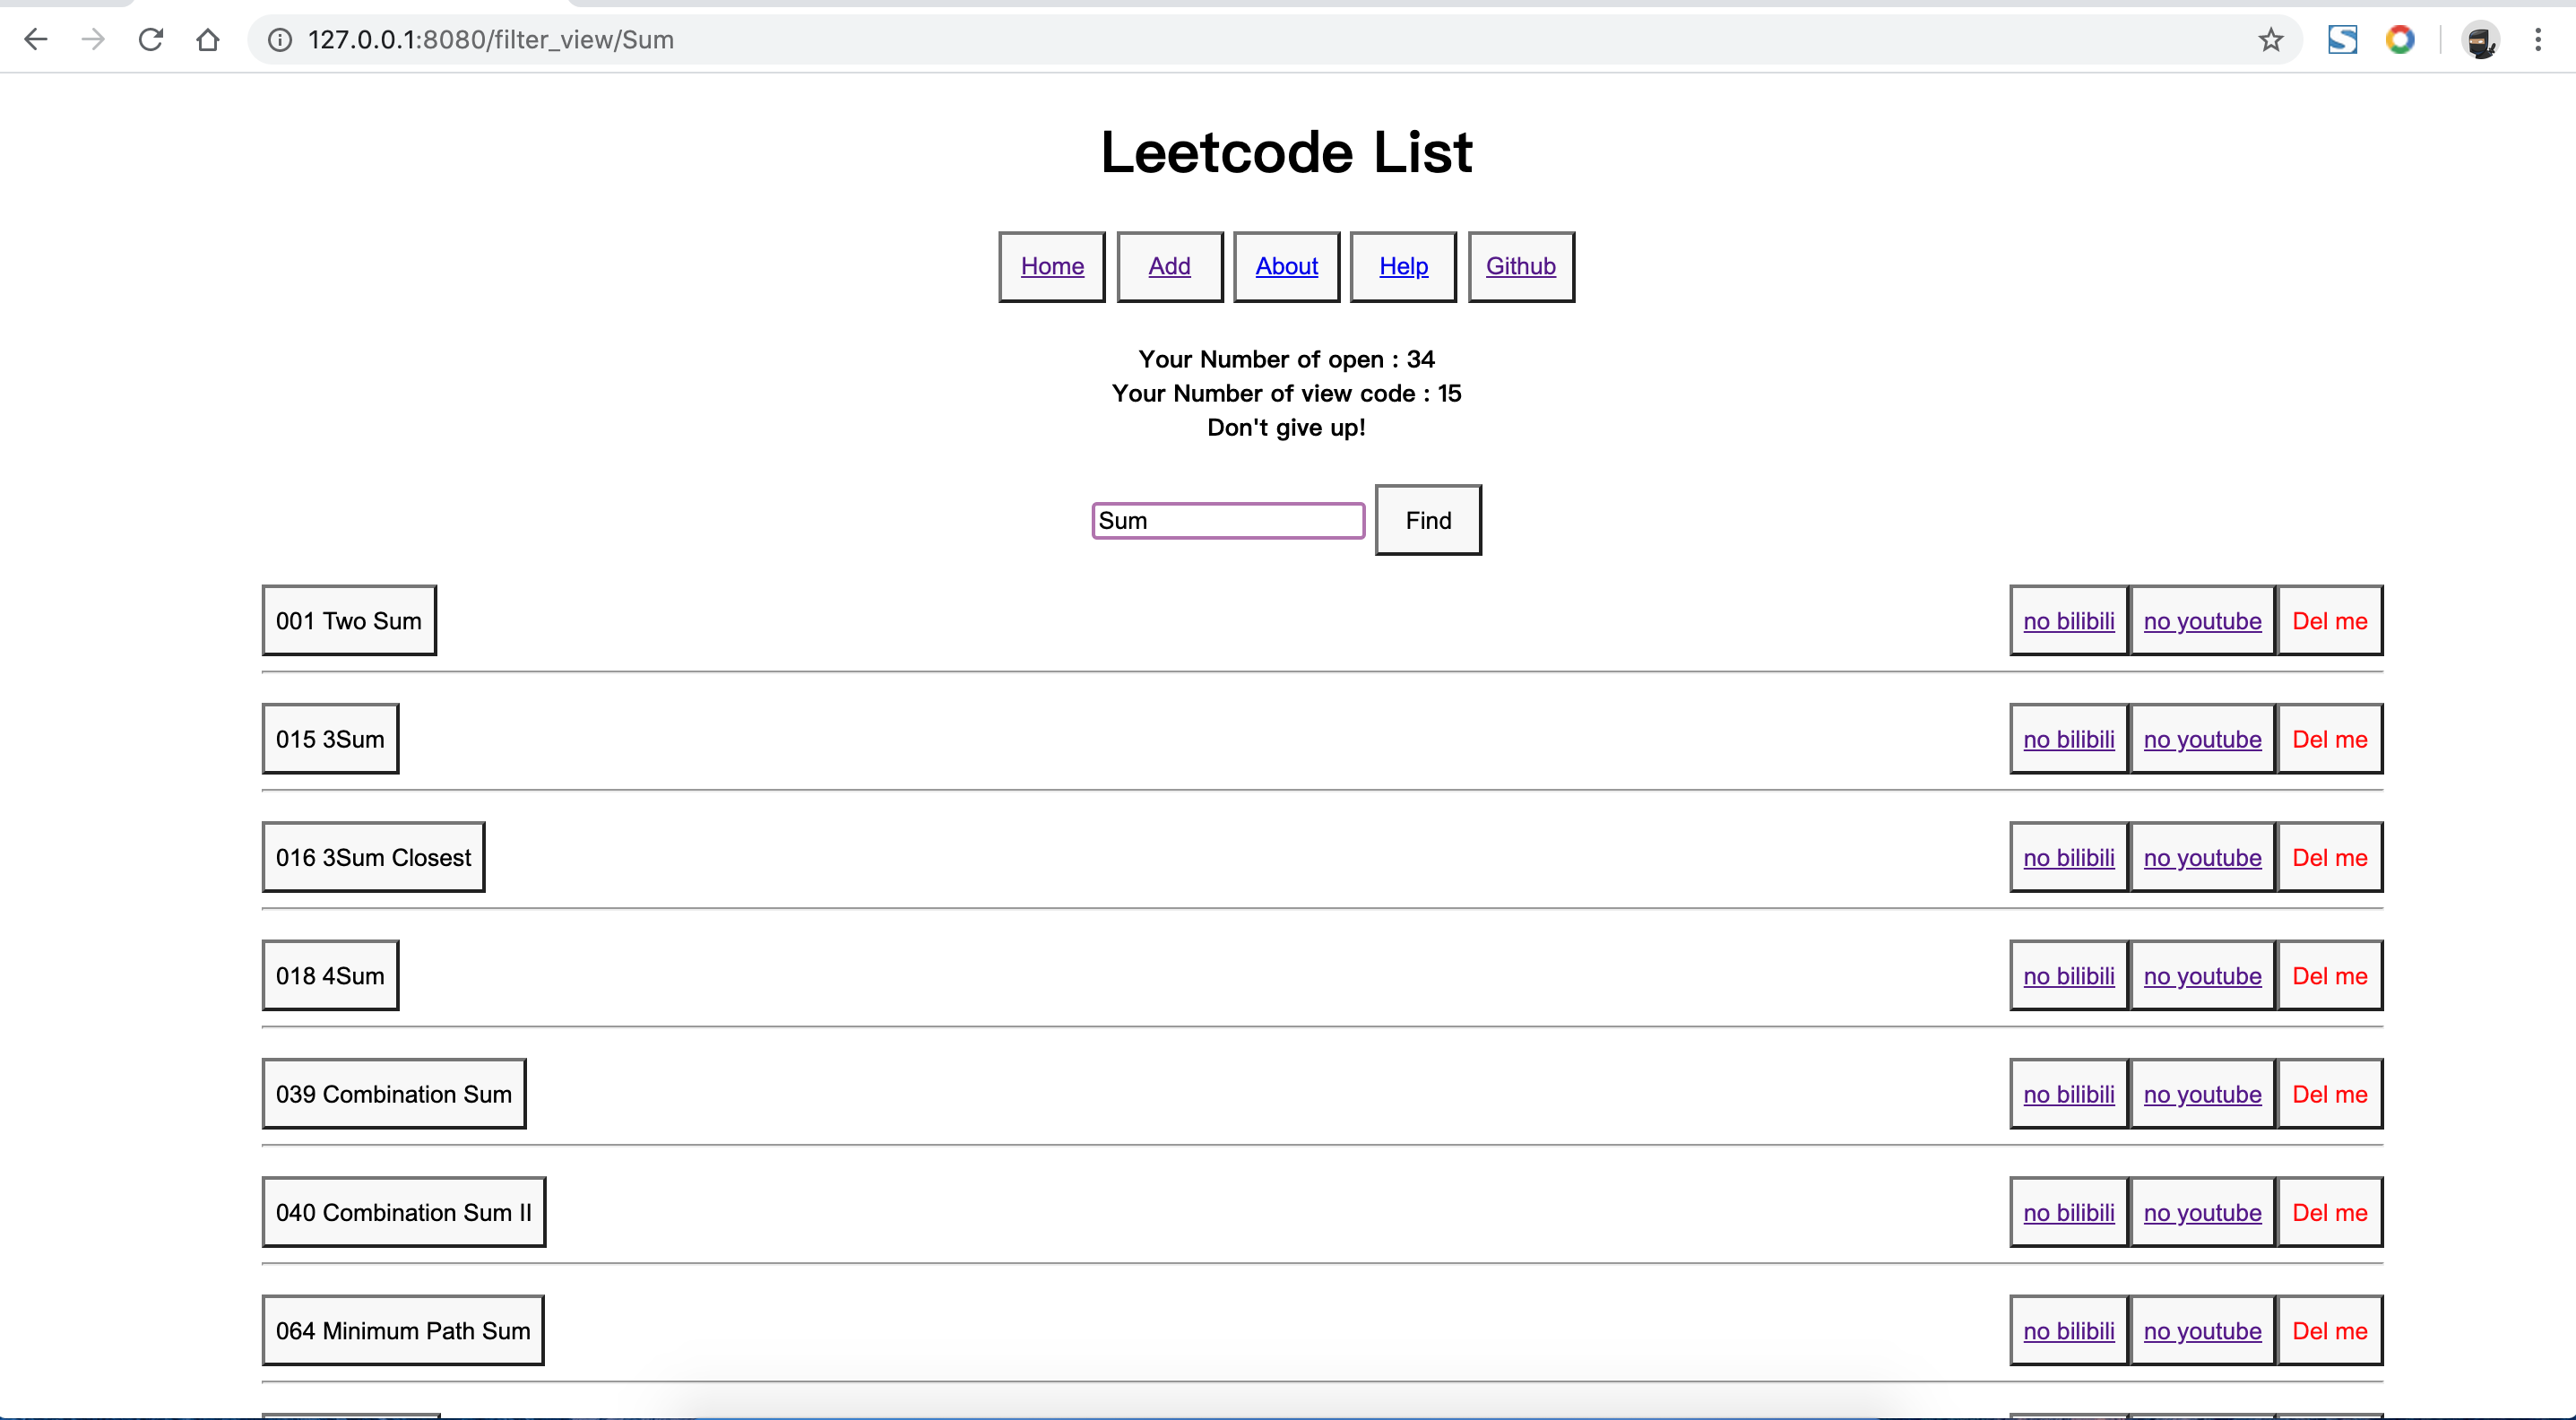 127.0.0.1:8080/filter_view/Sum
Leetcode List
Home Add About Help Github
Your Number of open : 34
Your Number of view code : 15
Don't give up!
Sum Find
001 Two Sum no bilibili no youtube Del me
015 3Sum no bilibili no youtube Del me
016 3Sum Closest no bilibili no youtube Del me
018 4Sum no bilibili no youtube Del me
039 Combination Sum no bilibili no youtube Del me
040 Combination Sum II no bilibili no youtube Del me
064 Minimum Path Sum no bilibili no youtube Del me